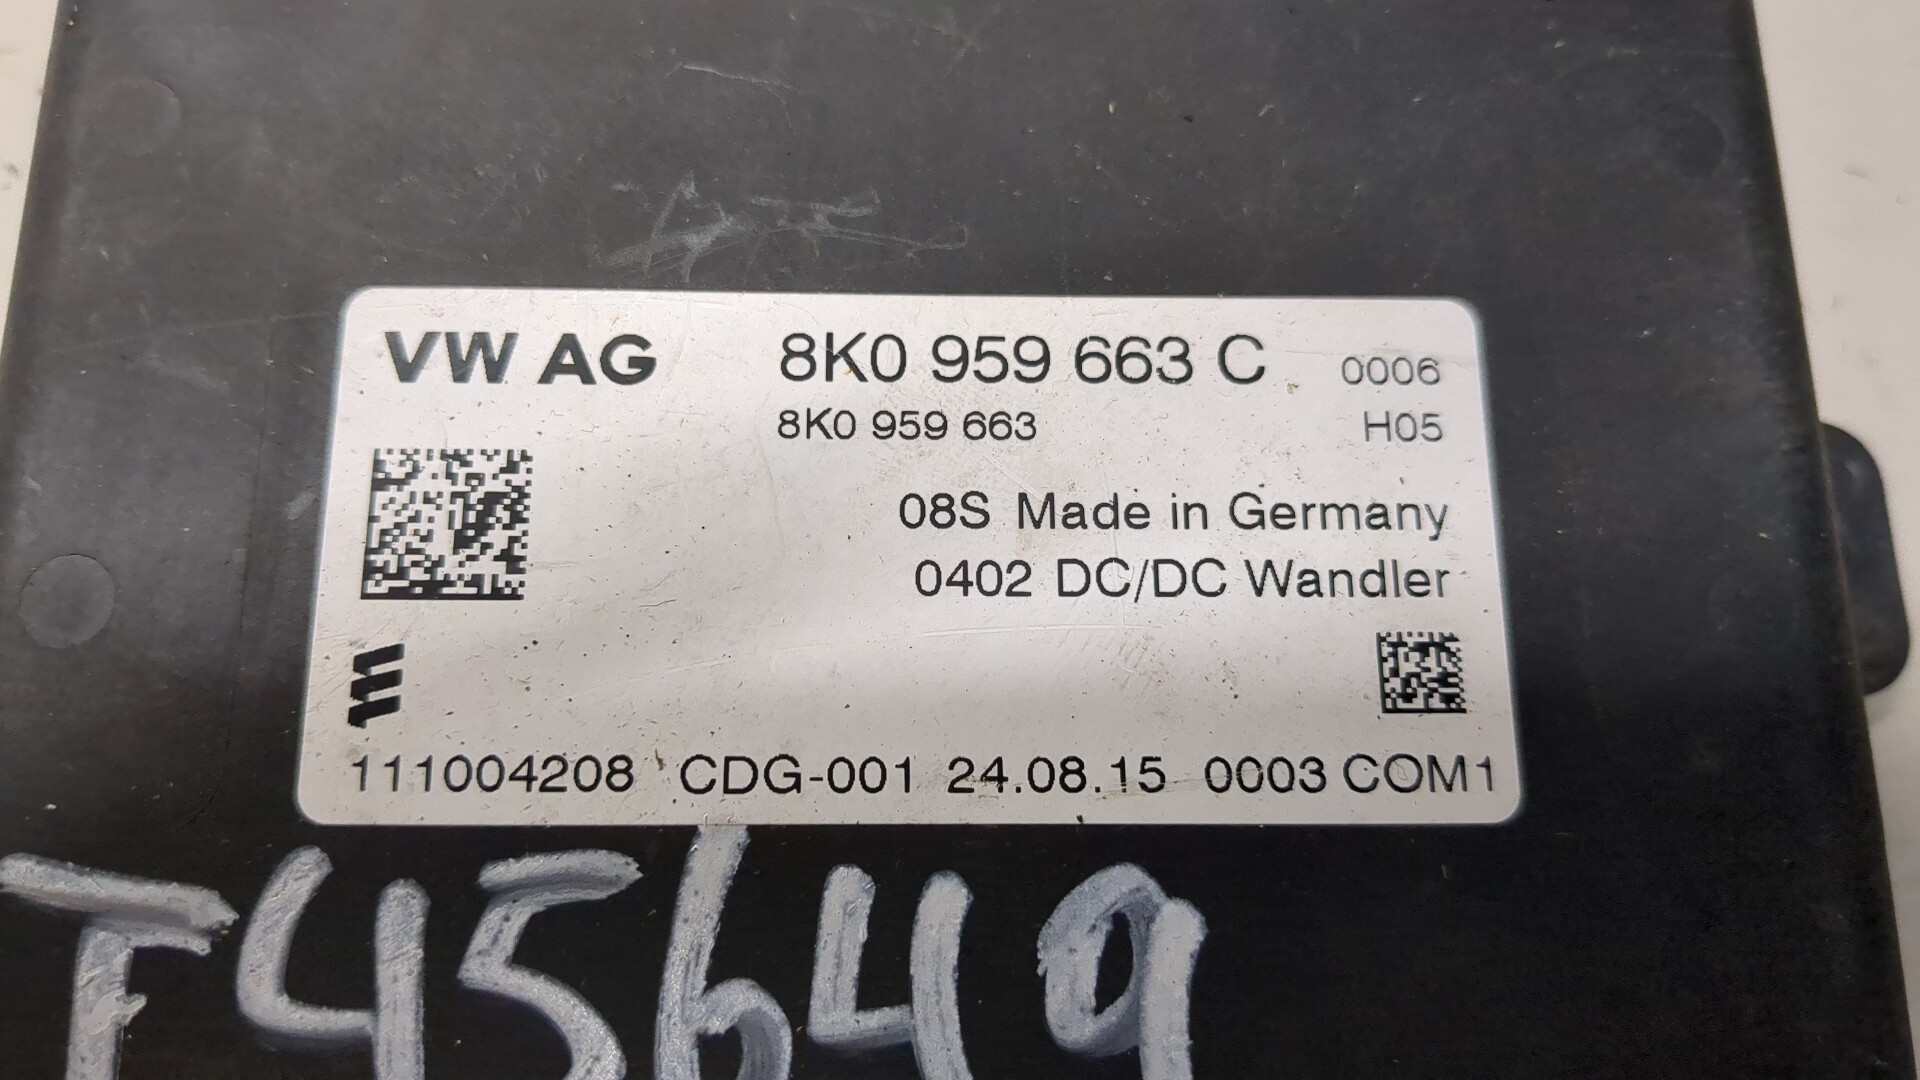 VW AG 8K0 959 663 C 0006
8K0 959 663 H05
08S Made in Germany
0402 DC/DC Wandler
111004208 CDG-001 24.08.15 0003 COM1
T45649